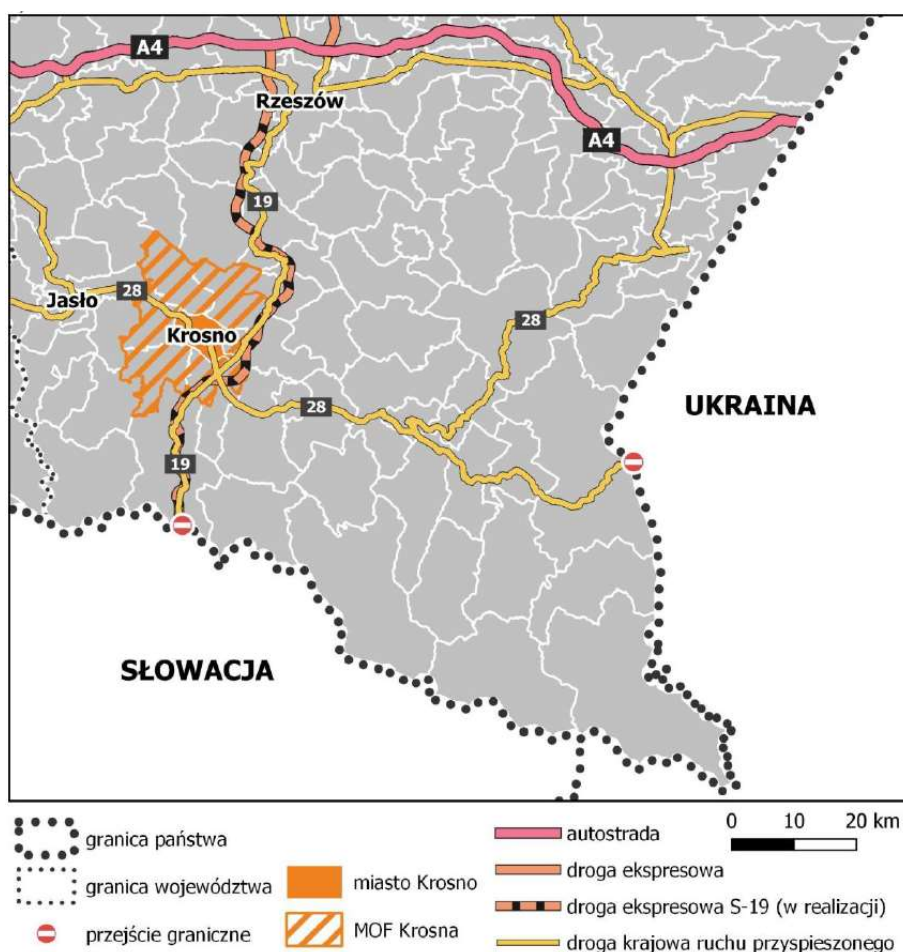 A4
Rzeszów
A4
19
28
Jasło
Krosno
28
28
19
UKRAINA
SŁOWACJA
granica państwa
granica województwa
przejście graniczne
miasto Krosno
MOF Krosna
autostrada
droga ekspresowa
droga ekspresowa S-19 (w realizacji)
droga krajowa ruchu przyspieszonego
0 10 20 km